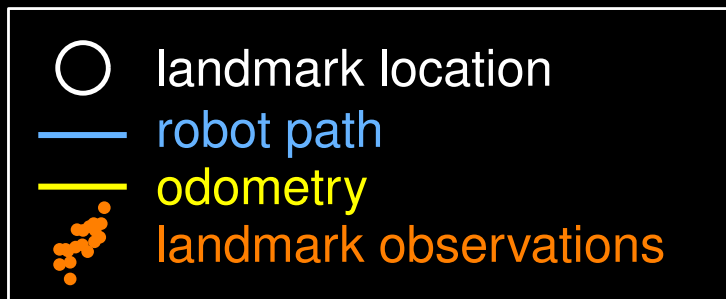 landmark location
robot path
odometry
landmark observations